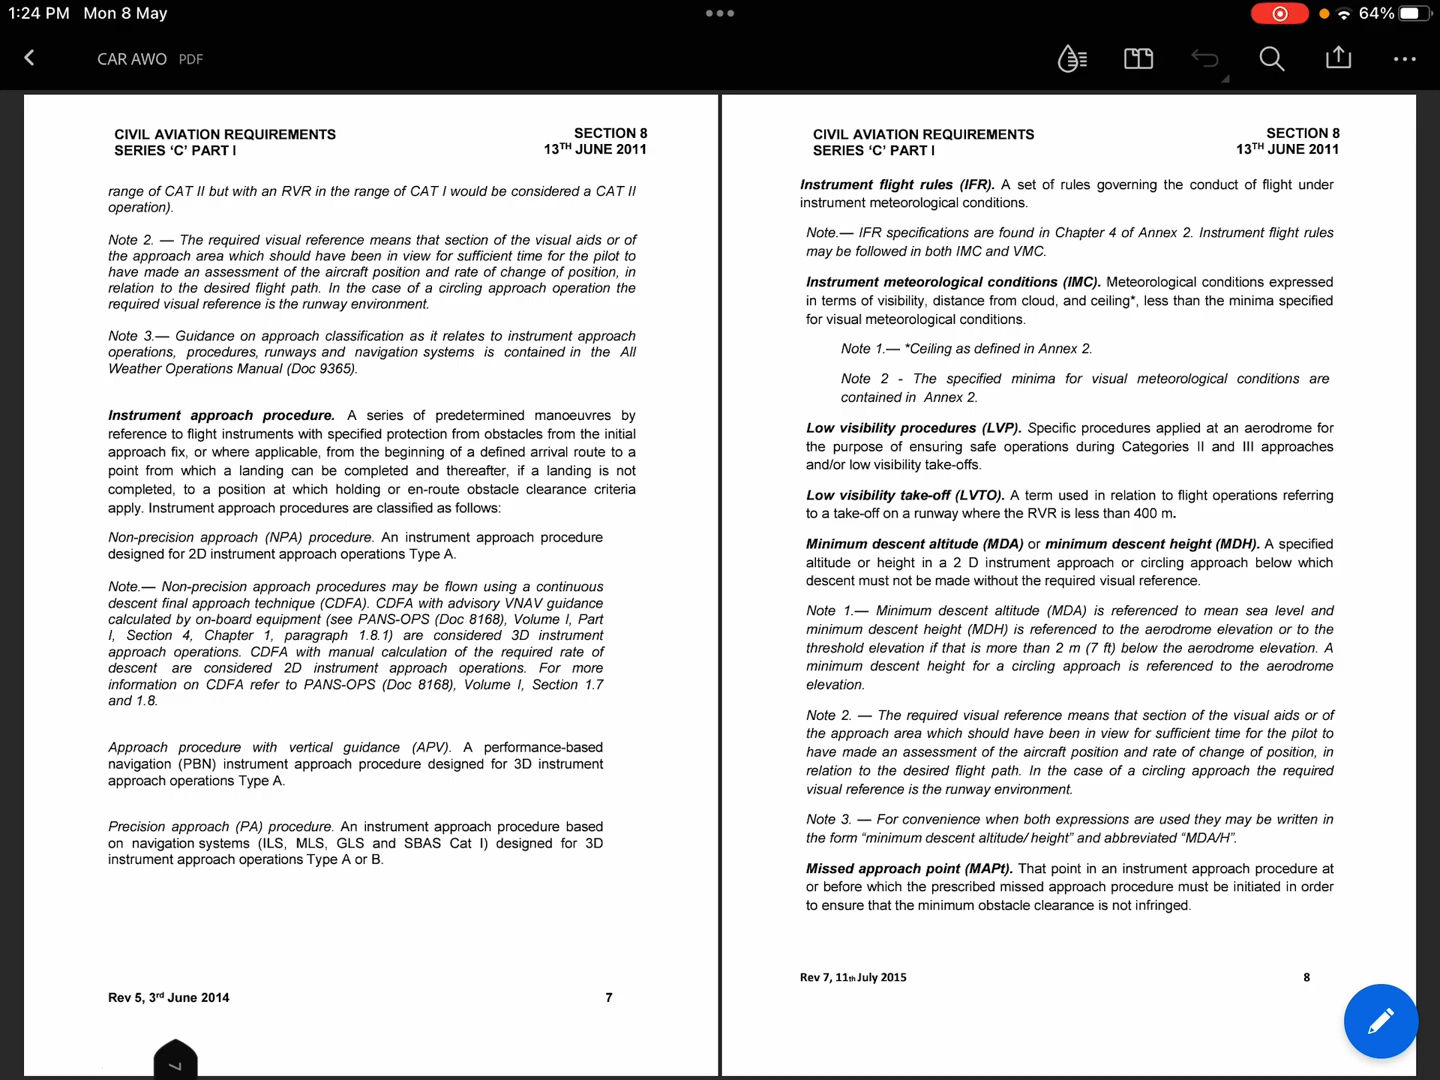 1:24 PM Mon 8 May
64%
CAR AWO PDF
CIVIL AVIATION REQUIREMENTS SECTION 8
SERIES ‘C’ PART I 13TH JUNE 2011
range of CAT II but with an RVR in the range of CAT I would be considered a CAT II
operation).
Note 2. — The required visual reference means that section of the visual aids or of
the approach area which should have been in view for sufficient time for the pilot to
have made an assessment of the aircraft position and rate of change of position, in
relation to the desired flight path. In the case of a circling approach operation the
required visual reference is the runway environment.
Note 3.— Guidance on approach classification as it relates to instrument approach
operations, procedures, runways and navigation systems is contained in the All
Weather Operations Manual (Doc 9365).
Instrument approach procedure. A series of predetermined manoeuvres by
reference to flight instruments with specified protection from obstacles from the initial
approach fix, or where applicable, from the beginning of a defined arrival route to a
point from which a landing can be completed and thereafter, if a landing is not
completed, to a position at which holding or en-route obstacle clearance criteria
apply. Instrument approach procedures are classified as follows:
Non-precision approach (NPA) procedure. An instrument approach procedure
designed for 2D instrument approach operations Type A.
Note.— Non-precision approach procedures may be flown using a continuous
descent final approach technique (CDFA). CDFA with advisory VNAV guidance
calculated by on-board equipment (see PANS-OPS (Doc 8168), Volume I, Part
I, Section 4, Chapter 1, paragraph 1.8.1) are considered 3D instrument
approach operations. CDFA with manual calculation of the required rate of
descent are considered 2D instrument approach operations. For more
information on CDFA refer to PANS-OPS (Doc 8168), Volume I, Section 1.7
and 1.8.
Approach procedure with vertical guidance (APV). A performance-based
navigation (PBN) instrument approach procedure designed for 3D instrument
approach operations Type A.
Precision approach (PA) procedure. An instrument approach procedure based
on navigation systems (ILS, MLS, GLS and SBAS Cat I) designed for 3D
instrument approach operations Type A or B.
Rev 5, 3rd June 2014 7
7
CIVIL AVIATION REQUIREMENTS SECTION 8
SERIES ‘C’ PART I 13TH JUNE 2011
Instrument flight rules (IFR). A set of rules governing the conduct of flight under
instrument meteorological conditions.
Note.— IFR specifications are found in Chapter 4 of Annex 2. Instrument flight rules
may be followed in both IMC and VMC.
Instrument meteorological conditions (IMC). Meteorological conditions expressed
in terms of visibility, distance from cloud, and ceiling*, less than the minima specified
for visual meteorological conditions.
Note 1.— *Ceiling as defined in Annex 2.
Note 2 - The specified minima for visual meteorological conditions are
contained in Annex 2.
Low visibility procedures (LVP). Specific procedures applied at an aerodrome for
the purpose of ensuring safe operations during Categories II and III approaches
and/or low visibility take-offs.
Low visibility take-off (LVTO). A term used in relation to flight operations referring
to a take-off on a runway where the RVR is less than 400 m.
Minimum descent altitude (MDA) or minimum descent height (MDH). A specified
altitude or height in a 2 D instrument approach or circling approach below which
descent must not be made without the required visual reference.
Note 1.— Minimum descent altitude (MDA) is referenced to mean sea level and
minimum descent height (MDH) is referenced to the aerodrome elevation or to the
threshold elevation if that is more than 2 m (7 ft) below the aerodrome elevation. A
minimum descent height for a circling approach is referenced to the aerodrome
elevation.
Note 2. — The required visual reference means that section of the visual aids or of
the approach area which should have been in view for sufficient time for the pilot to
have made an assessment of the aircraft position and rate of change of position, in
relation to the desired flight path. In the case of a circling approach the required
visual reference is the runway environment.
Note 3. — For convenience when both expressions are used they may be written in
the form “minimum descent altitude/ height” and abbreviated “MDA/H”.
Missed approach point (MAPt). That point in an instrument approach procedure at
or before which the prescribed missed approach procedure must be initiated in order
to ensure that the minimum obstacle clearance is not infringed.
Rev 7, 11th July 2015 8